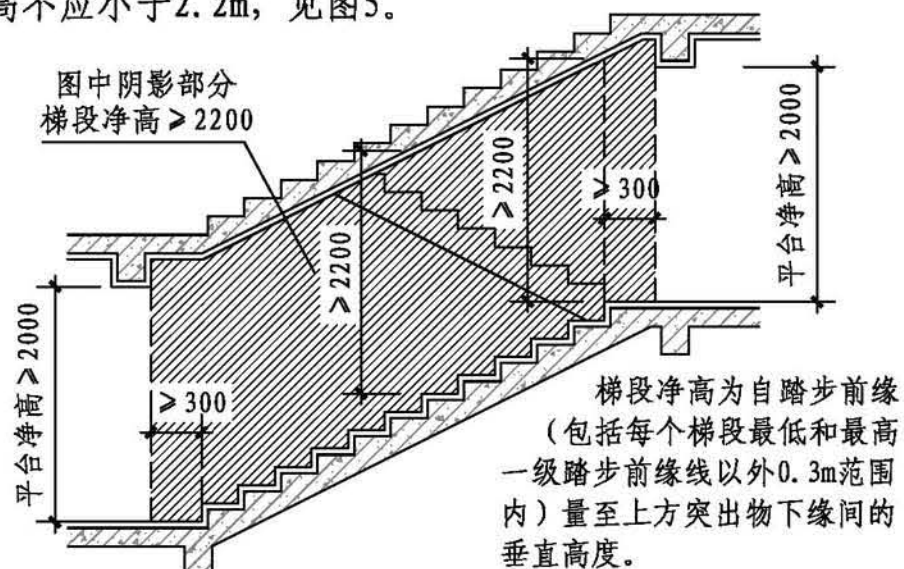 高不应小于2.2m，见图5。
图中阴影部分
梯段净高≥2200
≥2200
≥300
平台净高≥2000
≥2200
平台净高≥2000
≥300
梯段净高为自踏步前缘
（包括每个梯段最低和最高
一级踏步前缘线以外0.3m范围
内）量至上方突出物下缘间的
垂直高度。